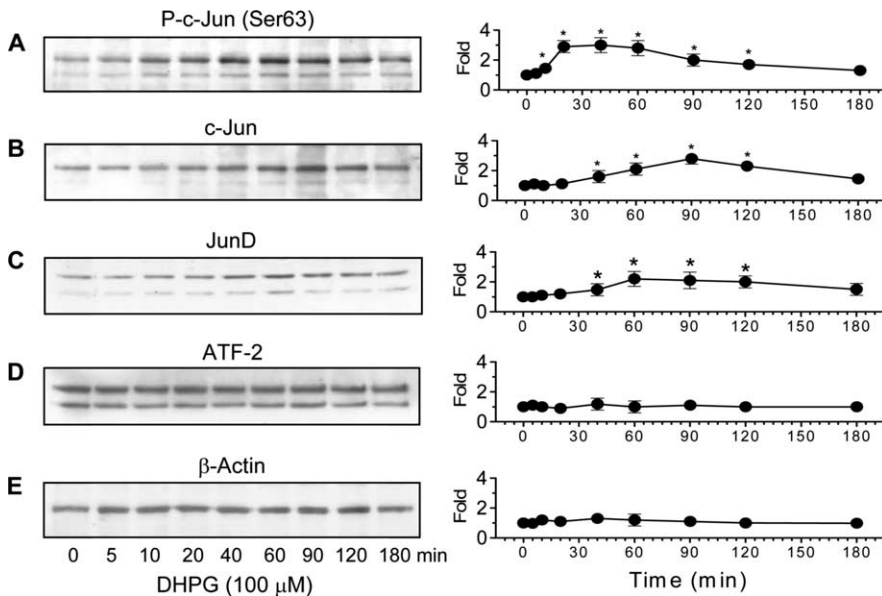 P-c-Jun (Ser63)
A
Fold
4
2
0
* * * * * * *
0 30 60 90 120 150 180
c-Jun
B
Fold
4
2
0
* * * *
0 30 60 90 120 150 180
JunD
C
Fold
4
2
0
* * * *
0 30 60 90 120 150 180
ATF-2
D
Fold
4
2
0
0 30 60 90 120 150 180
β-Actin
E
Fold
4
2
0
0 30 60 90 120 150 180
0 5 10 20 40 60 90 120 180 min
DHPG (100 μM)
Time (min)